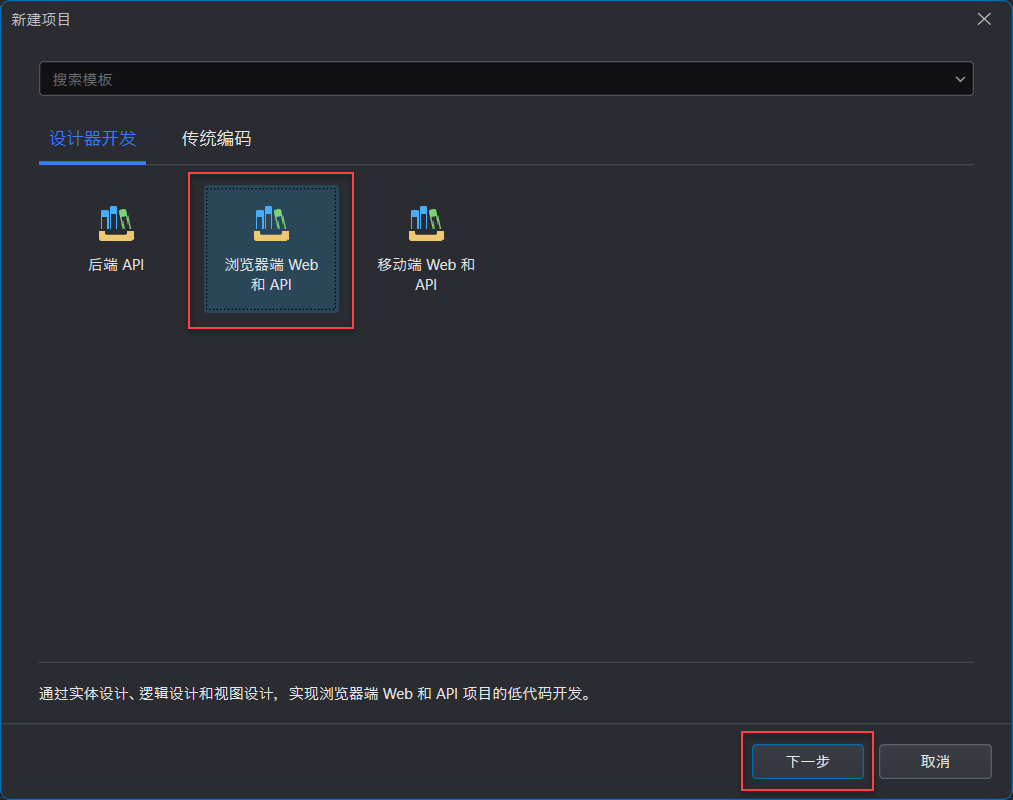 新建项目
搜索模板
设计器开发 传统编码
后端 API
浏览器端 Web
和 API
移动端 Web 和
API
通过实体设计、逻辑设计和视图设计，实现浏览器端 Web 和 API 项目的低代码开发。
下一步 取消